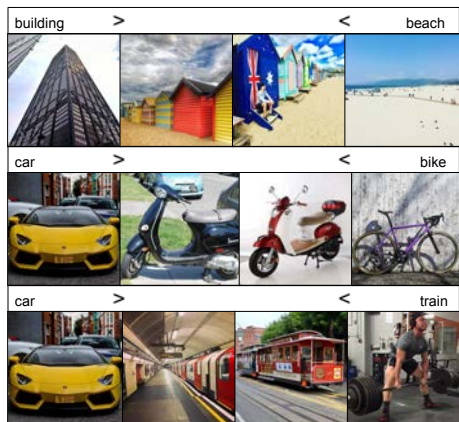 building > < beach
car > < bike
car > < train